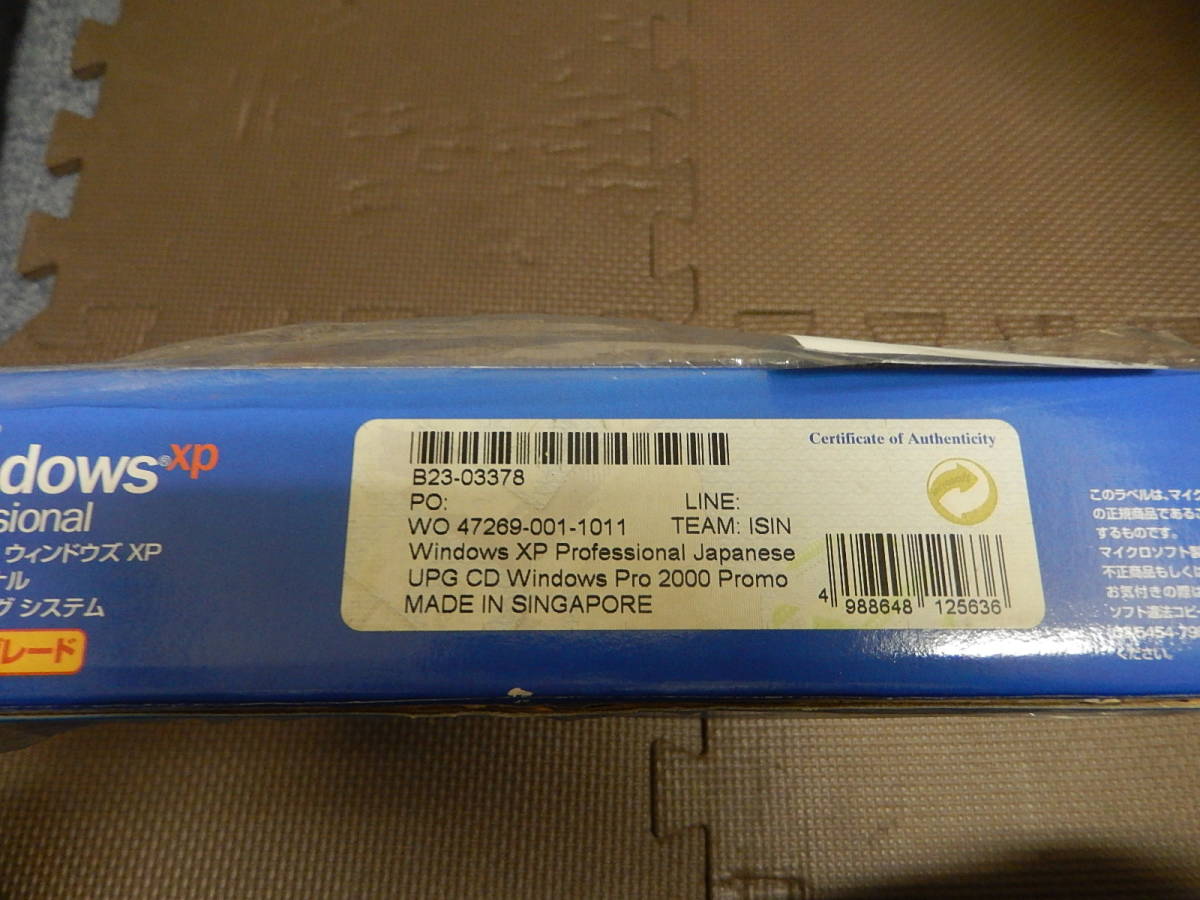 dows® xp
sional
ウィンドウズ XP
ナル
グ システム
レード
B23-03378
PO: LINE:
WO 47269-001-1011 TEAM: ISIN
Windows XP Professional Japanese
UPG CD Windows Pro 2000 Promo
MADE IN SINGAPORE
Certificate of Authenticity
4 988648 125636
このラベルは、マイク
の正規商品である
するものです。
マイクロソフト
不正商品もしくは
お気付きの際は
ソフト違法コピ
ください。